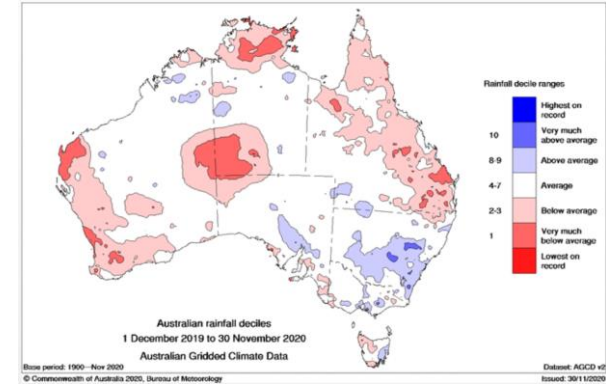 Rainfall decile ranges
Highest on
record
10
Very much
above average
8-9
Above average
4-7
Average
2-3
Below average
1
Very much
below average
Lowest on
record
Australian rainfall deciles
1 December 2019 to 30 November 2020
Australian Gridded Climate Data
Base period: 1900—Nov 2020
Dataset: AGCD v2
© Commonwealth of Australia 2020, Bureau of Meteorology
Issued: 30/11/2020